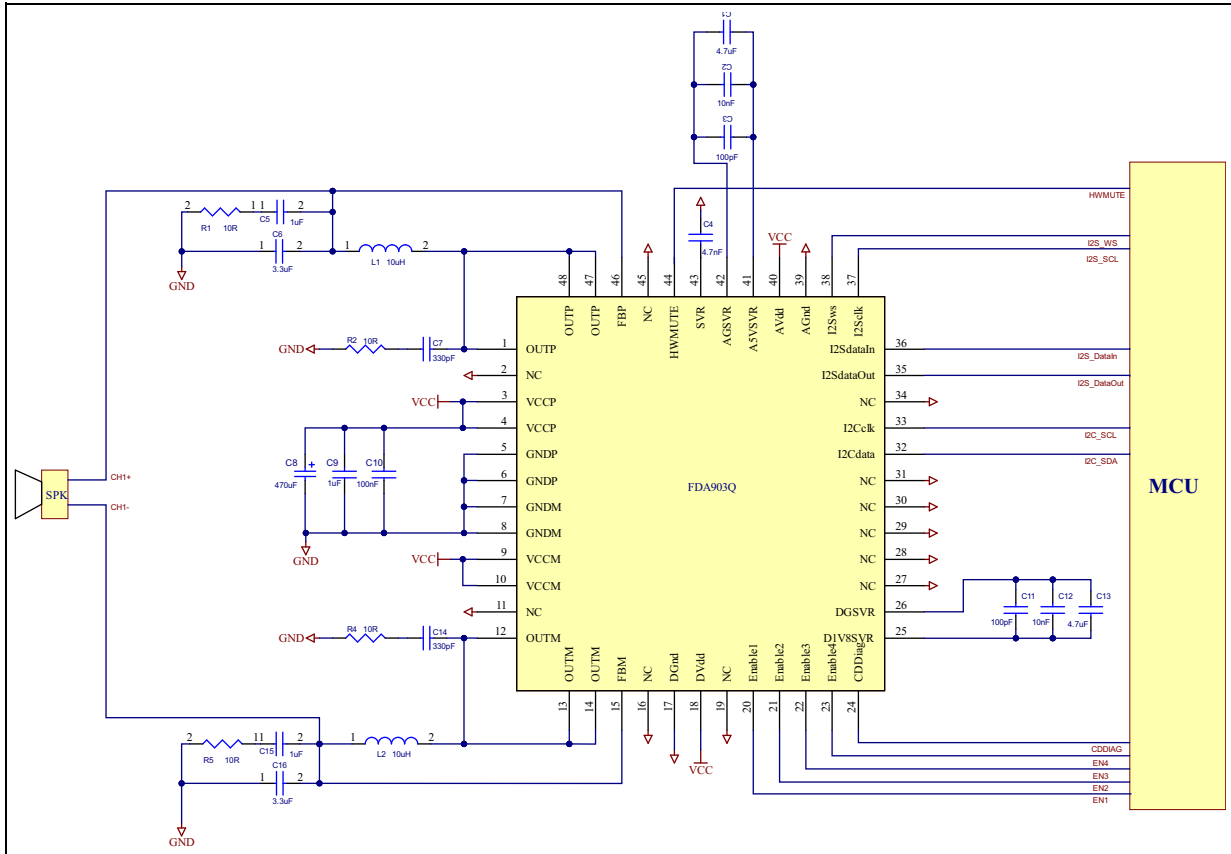 C1
4.7uF
C2
10nF
C3
100pF
HWMUTE
2
1
1
2
R1 10R
C5
1uF
C6
1
2
3.3uF
1
2
L1 10uH
GND
C4
4.7nF
VCC
I2S_WS
I2S_SCL
48
47
46
45
44
43
42
41
40
39
38
37
OUTP
OUTP
FBP
NC
HWMUTE
SVR
AGSVR
A5VSVR
AVdd
AGnd
I2Sws
I2Sclk
GND
R2 10R
C7
330pF
1
OUTP
2
NC
VCC
3
VCCP
4
VCCP
5
GNDP
6
GNDP
7
GNDM
8
GNDM
VCC
9
VCCM
10
VCCM
11
NC
12
OUTM
C8
+
470uF
C9
1uF
C10
100nF
GND
SPK
CH1+
CH1-
FDA903Q
I2SdataIn
36
I2S_DataIn
I2SdataOut
35
I2S_DataOut
NC
34
I2Cclk
33
I2C_SCL
I2Cdata
32
I2C_SDA
NC
31
NC
30
NC
29
NC
28
NC
27
DGSVR
26
D1V8SVR
25
MCU
C11
100pF
C12
10nF
C13
4.7uF
GND
R4 10R
C14
330pF
OUTM
OUTM
FBM
NC
DGnd
DVdd
NC
Enable1
Enable2
Enable3
Enable4
CDDiag
13
14
15
16
17
18
19
20
21
22
23
24
2
1
1
2
R5 10R
C15
1uF
C16
1
2
3.3uF
1
2
L2 10uH
GND
VCC
CDDIAG
EN4
EN3
EN2
EN1